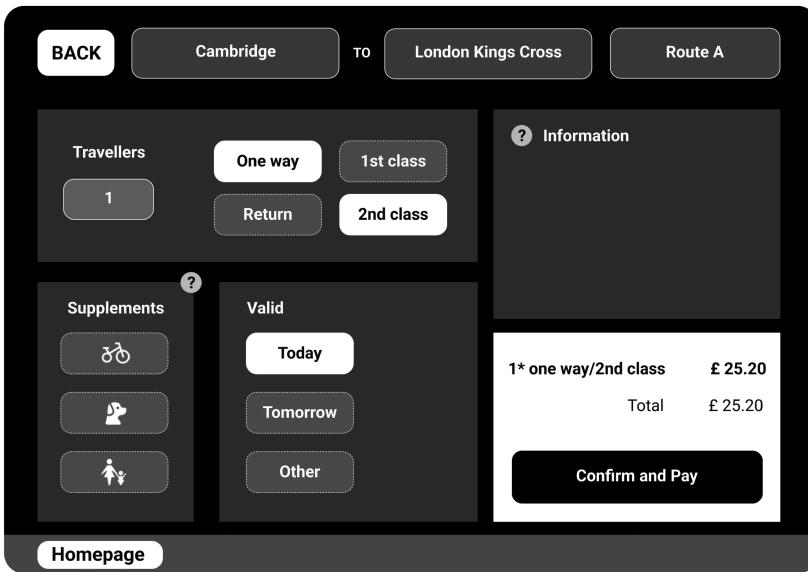 BACK
Cambridge
TO
London Kings Cross
Route A
Travellers
1
One way
1st class
Return
2nd class
? Information
?
Supplements
Valid
Today
Tomorrow
Other
1* one way/2nd class £ 25.20
Total £ 25.20
Confirm and Pay
Homepage